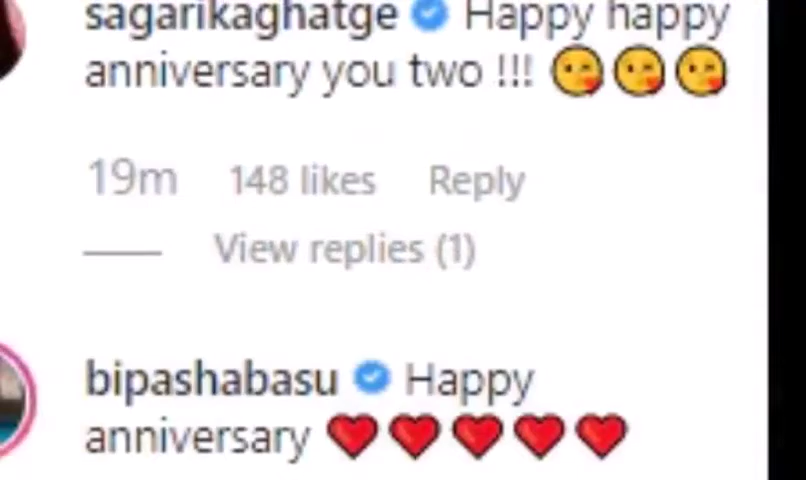 sagarikaghatge Happy happy
anniversary you two !!! 😘😘😘
19m 148 likes Reply
View replies (1)
bipashabasu Happy
anniversary ❤️❤️❤️❤️❤️